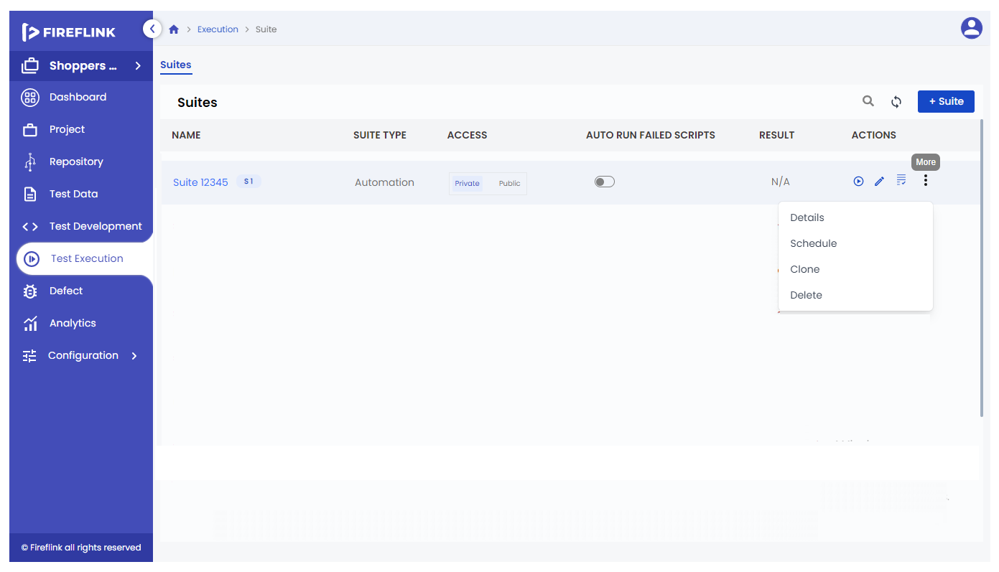 FIREFLINK
Execution > Suite
Shoppers ...
Dashboard
Project
Repository
Test Data
Test Development
Test Execution
Defect
Analytics
Configuration
© Fireflink all rights reserved
Suites
Suites
+ Suite
NAME SUITE TYPE ACCESS AUTO RUN FAILED SCRIPTS RESULT ACTIONS
More
Suite 12345 S 1 Automation Private Public N/A
Details
Schedule
Clone
Delete